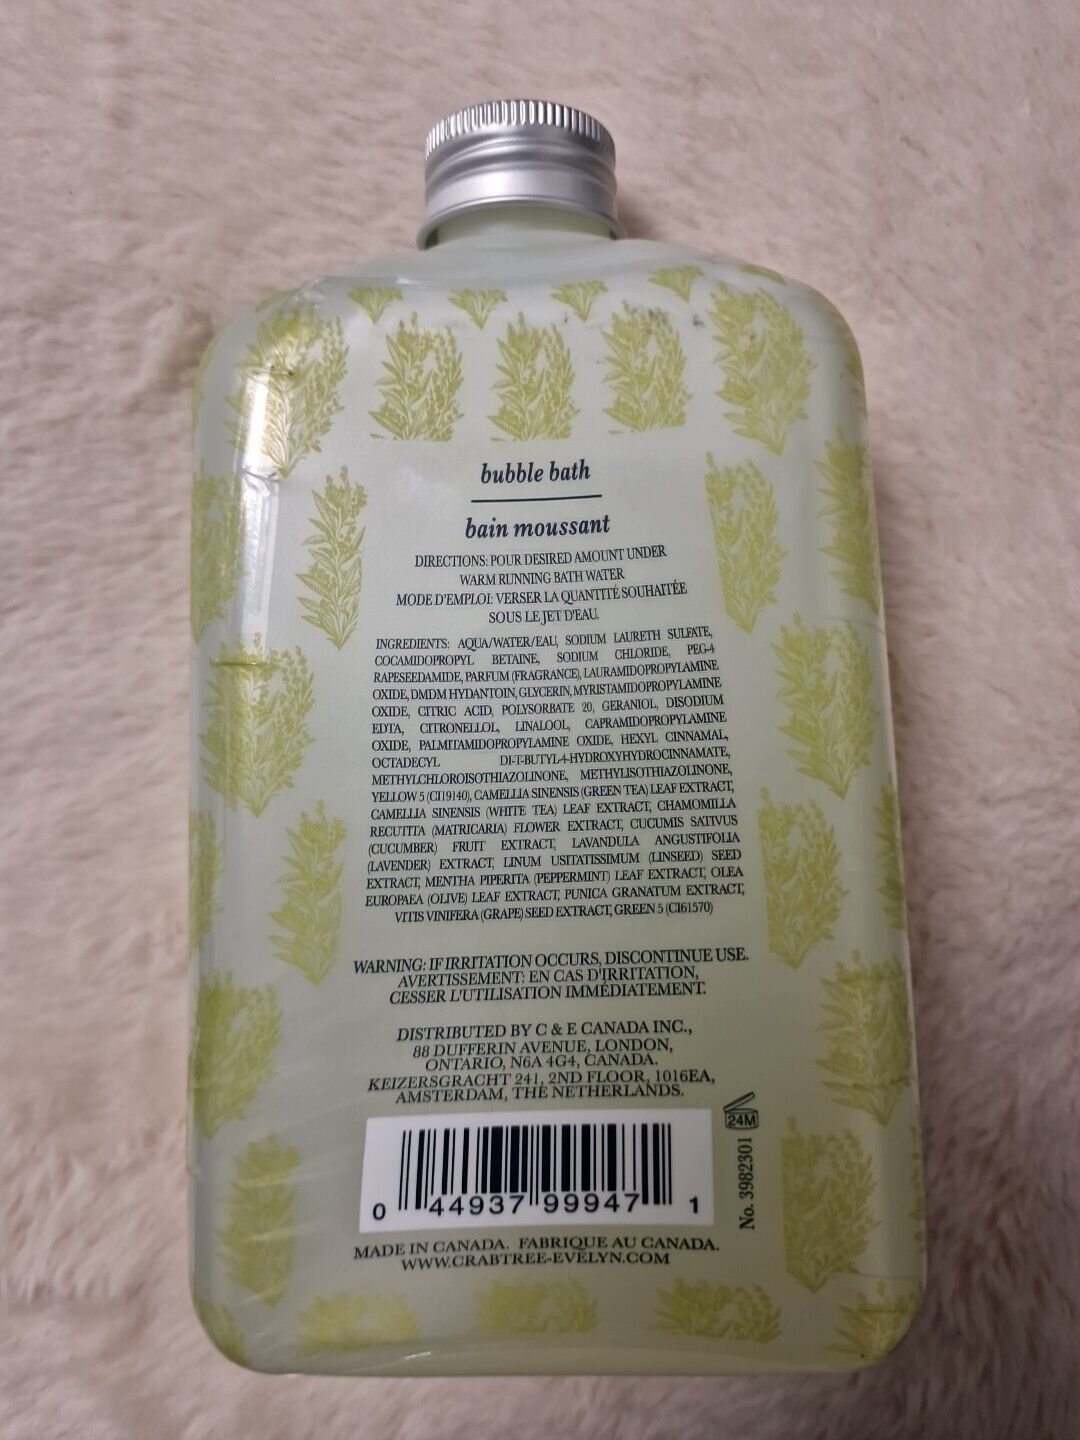 bubble bath
bain moussant
DIRECTIONS: POUR DESIRED AMOUNT UNDER
WARM RUNNING BATH WATER
MODE D'EMPLOI: VERSER LA QUANTITÉ SOUHAITÉE
SOUS LE JET D'EAU.
INGREDIENTS: AQUA/WATER/EAU, SODIUM LAURETH SULFATE,
COCAMIDOPROPYL BETAINE, SODIUM CHLORIDE, PEG-4
RAPESEEDAMIDE, PARFUM (FRAGRANCE), LAURAMIDOPROPYLAMINE
OXIDE, DMDM HYDANTOIN, GLYCERIN, MYRISTAMIDOPROPYLAMINE
OXIDE, CITRIC ACID, POLYSORBATE 20, GERANIOL, DISODIUM
EDTA, CITRONELLOL, LINALOOL, CAPRAMIDOPROPYLAMINE
OXIDE, PALMITAMIDOPROPYLAMINE OXIDE, HEXYL CINNAMAL,
OCTADECYL DI-T-BUTYL-4-HYDROXYHYDROCINNAMATE,
METHYLCHLOROISOTHIAZOLINONE, METHYLISOTHIAZOLINONE,
YELLOW 5 (CI19140), CAMELLIA SINENSIS (GREEN TEA) LEAF EXTRACT,
CAMELLIA SINENSIS (WHITE TEA) LEAF EXTRACT, CHAMOMILLA
RECUTITA (MATRICARIA) FLOWER EXTRACT, CUCUMIS SATIVUS
(CUCUMBER) FRUIT EXTRACT, LAVANDULA ANGUSTIFOLIA
(LAVENDER) EXTRACT, LINUM USITATISSIMUM (LINSEED) SEED
EXTRACT, MENTHA PIPERITA (PEPPERMINT) LEAF EXTRACT, OLEA
EUROPAEA (OLIVE) LEAF EXTRACT, PUNICA GRANATUM EXTRACT,
VITIS VINIFERA (GRAPE) SEED EXTRACT, GREEN 5 (CI61570)
WARNING: IF IRRITATION OCCURS, DISCONTINUE USE.
AVERTISSEMENT: EN CAS D'IRRITATION,
CESSER L'UTILISATION IMMÉDIATEMENT.
DISTRIBUTED BY C & E CANADA INC.,
88 DUFFERIN AVENUE, LONDON,
ONTARIO, N6A 4G4, CANADA.
KEIZERSGRACHT 241, 2ND FLOOR, 1016EA,
AMSTERDAM, THE NETHERLANDS.
24M
No. 3982301
0 44937 99947 1
MADE IN CANADA. FABRIQUE AU CANADA.
WWW.CRABTREE-EVELYN.COM